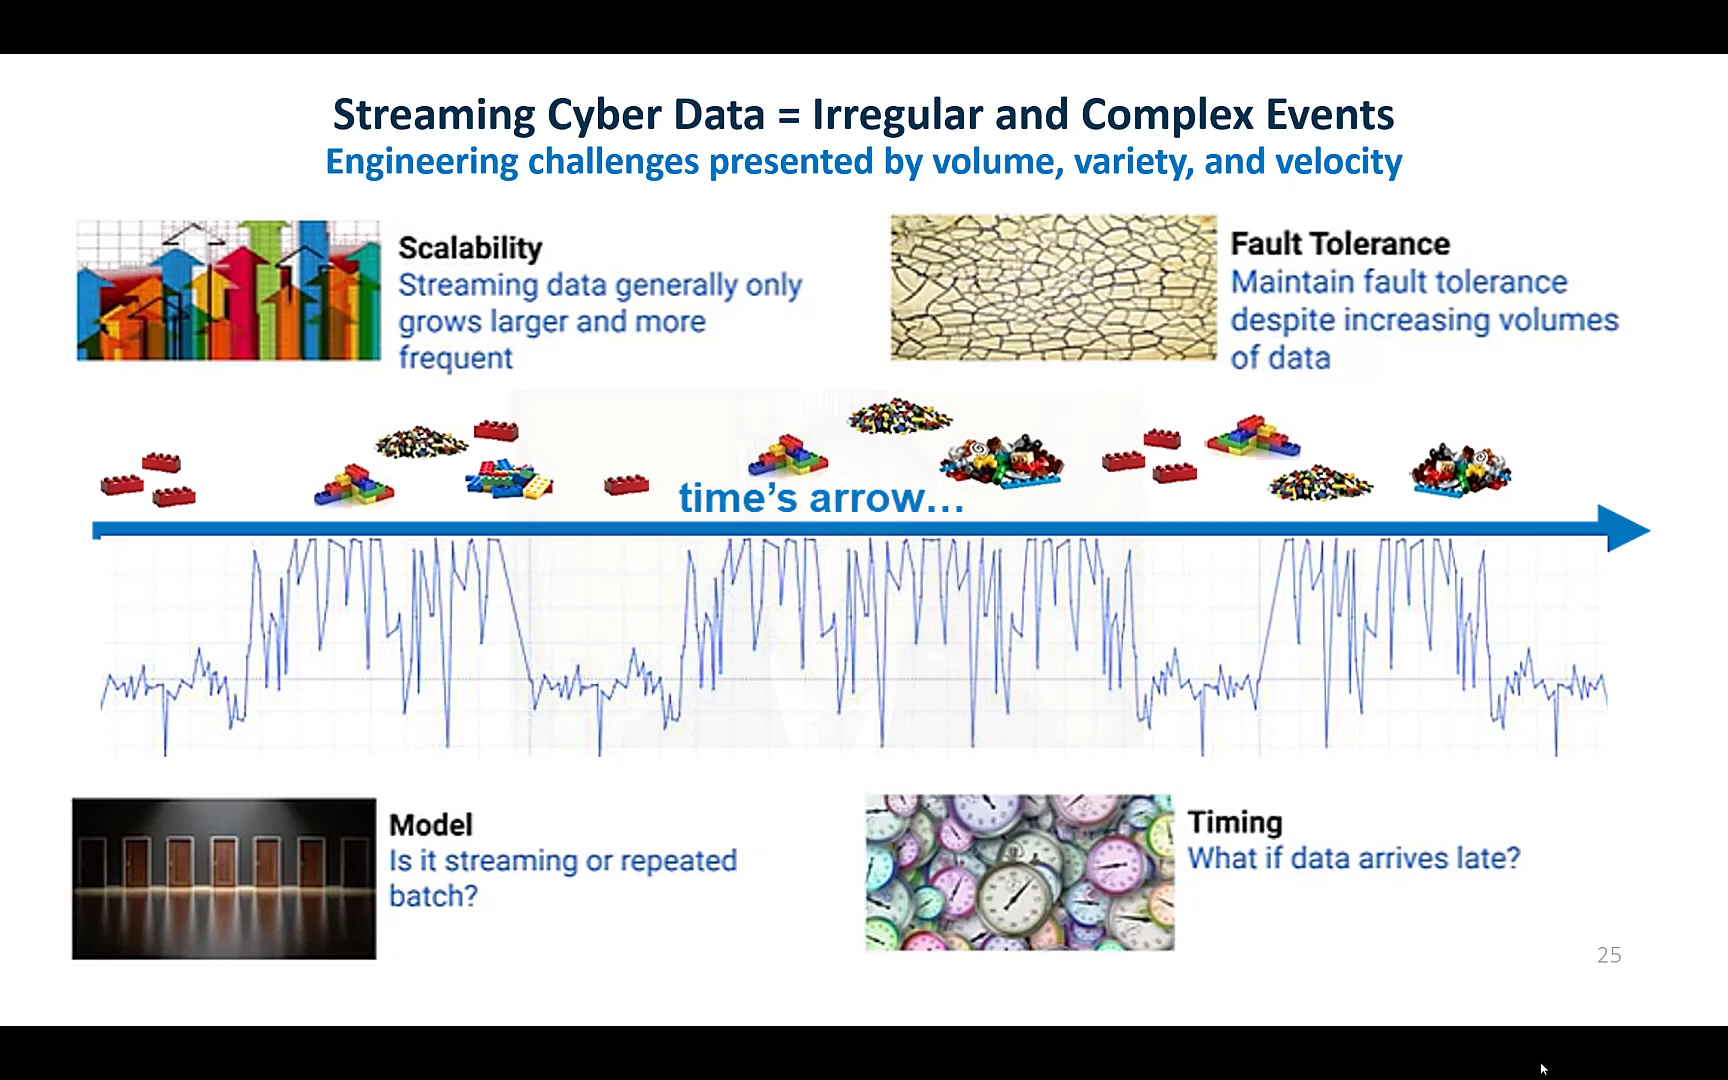 Streaming Cyber Data = Irregular and Complex Events
Engineering challenges presented by volume, variety, and velocity
Scalability
Streaming data generally only
grows larger and more
frequent
Fault Tolerance
Maintain fault tolerance
despite increasing volumes
of data
time's arrow...
Model
Is it streaming or repeated
batch?
Timing
What if data arrives late?
25